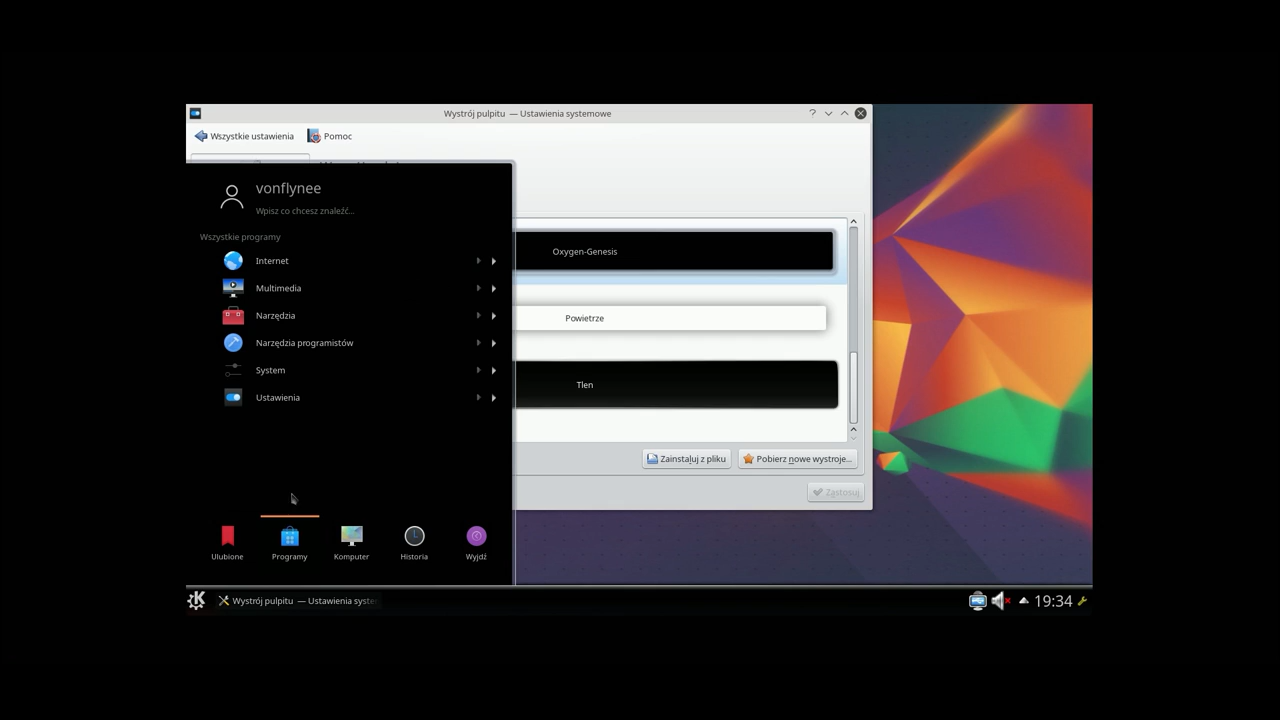 Wystrój pulpitu — Ustawienia systemowe
Wszystkie ustawienia
Pomoc
vonflynee
Wpisz co chcesz znaleźć...
Wszystkie programy
Internet
Multimedia
Narzędzia
Narzędzia programistów
System
Ustawienia
Oxygen-Genesis
Powietrze
Tlen
Zainstaluj z pliku
Pobierz nowe wystroje...
Zastosuj
Ulubione
Programy
Komputer
Historia
Wyjdź
Wystrój pulpitu — Ustawienia syste
19:34